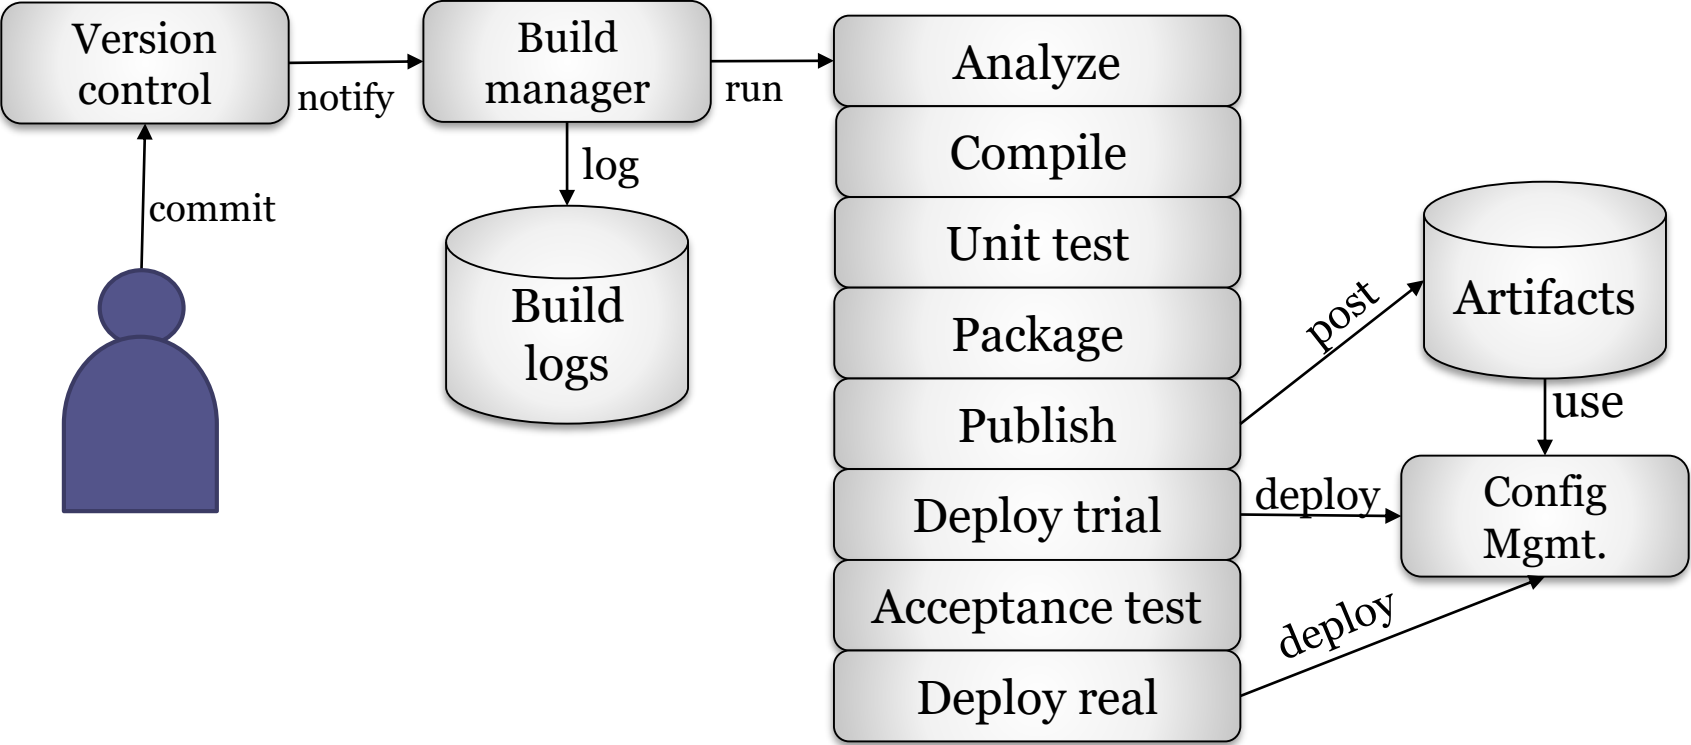 Version
control
notify
Build
manager
run
commit
log
Build
logs
Analyze
Compile
Unit test
Package
Publish
Deploy trial
Acceptance test
Deploy real
post
Artifacts
use
deploy
Config
Mgmt.
deploy